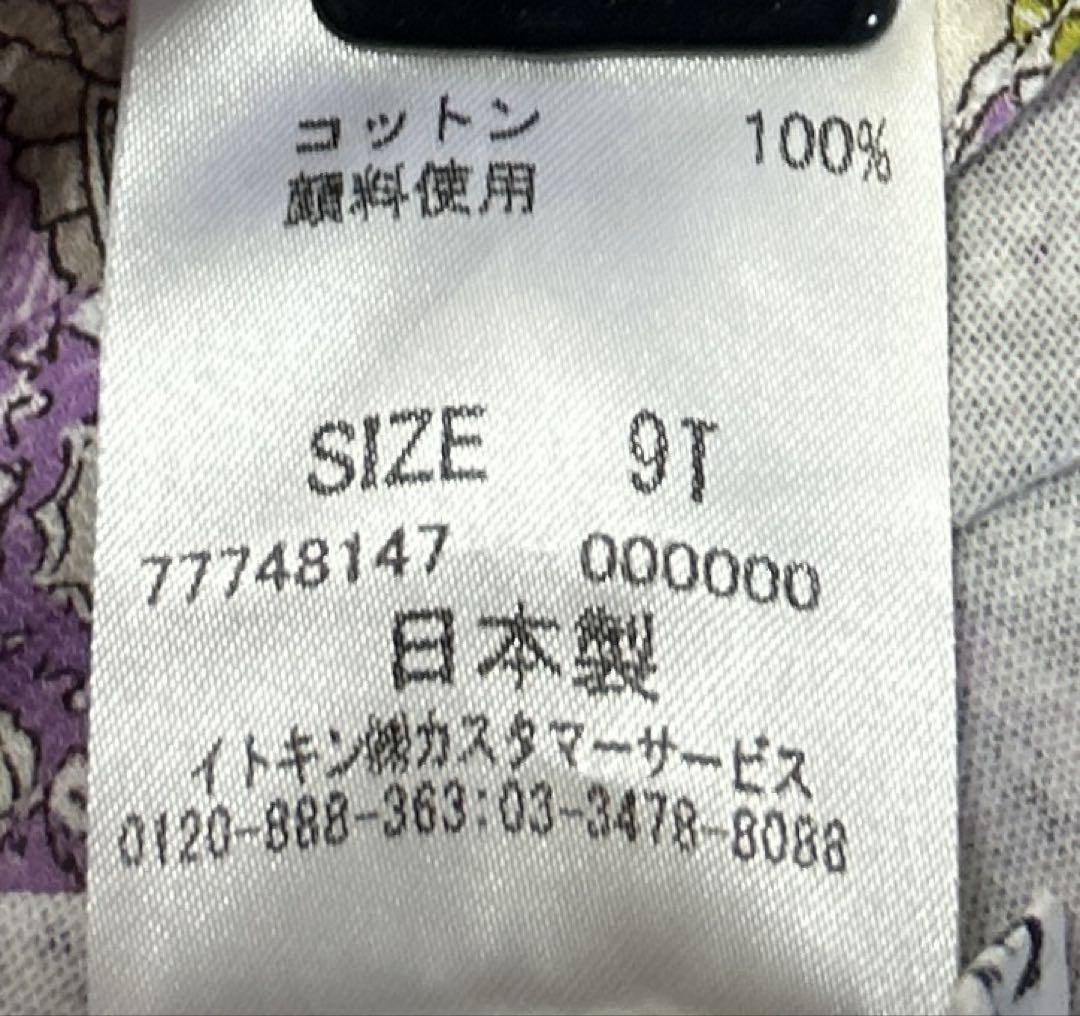 コットン 100%
顔料使用
SIZE 9T
77748147 000000
日本製
イトキン㈱カスタマーサービス
0120-888-363:03-3478-8088